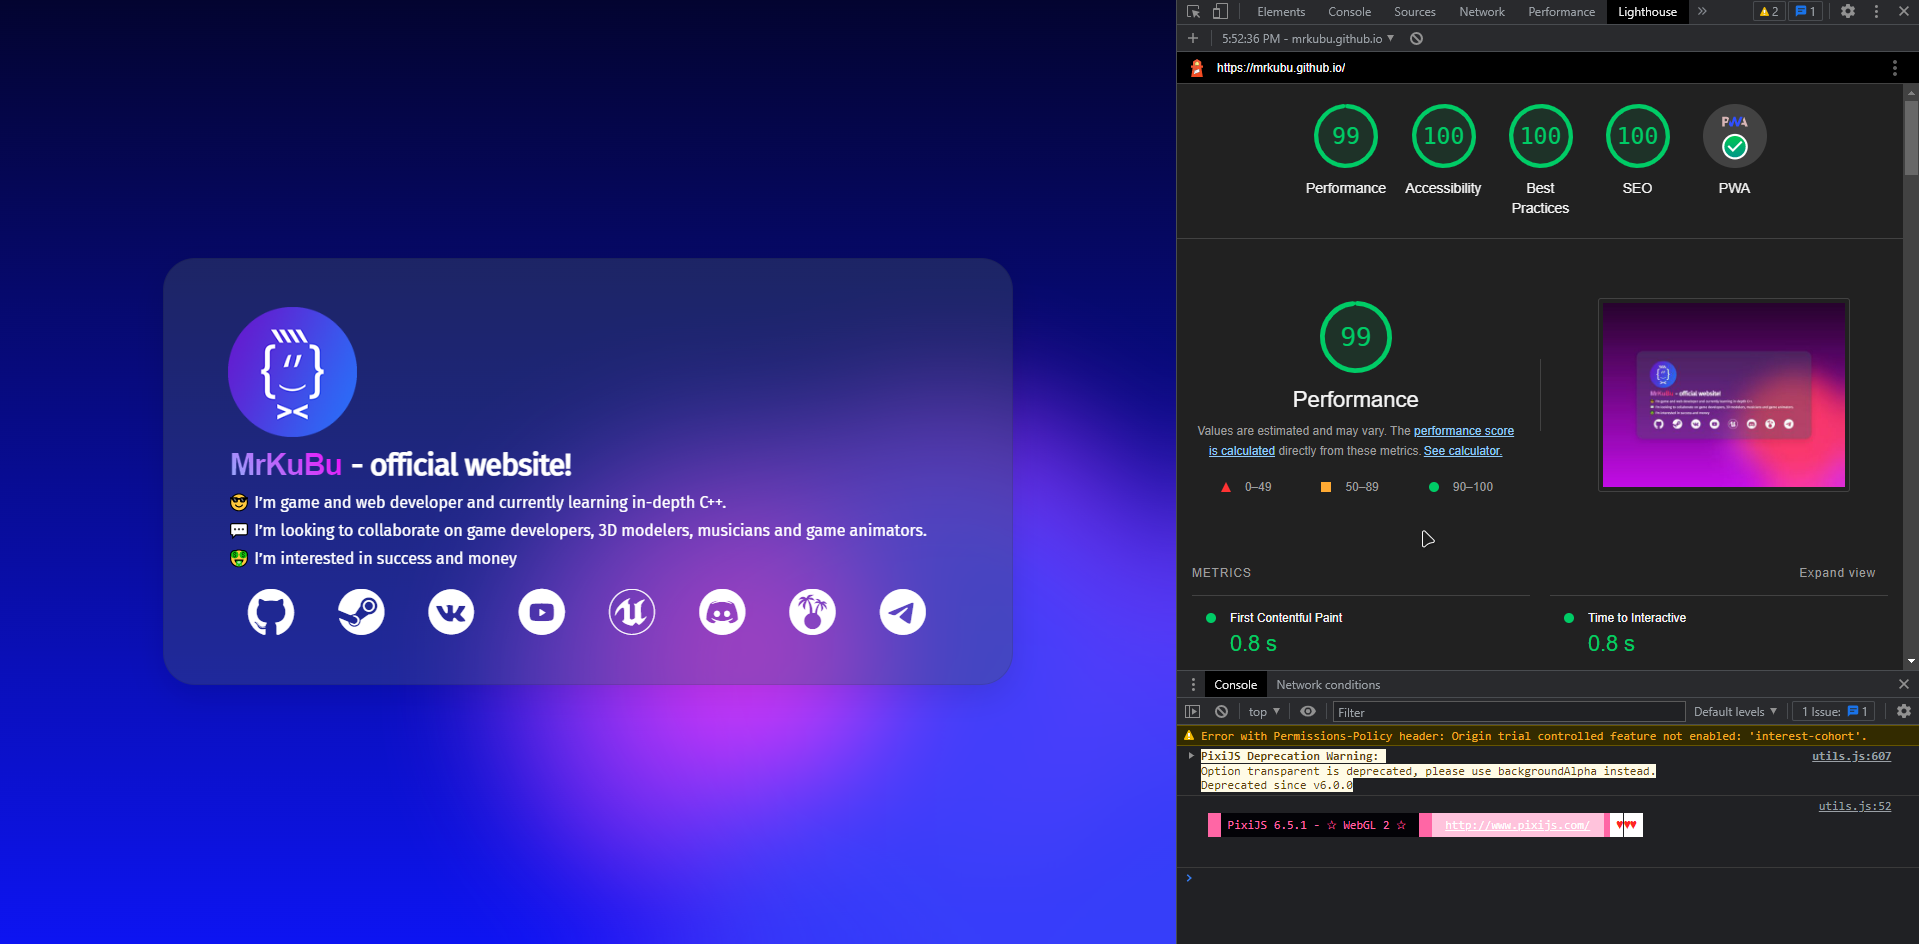 MrKuBu - official website!
I'm game and web developer and currently learning in-depth C++.
I'm looking to collaborate on game developers, 3D modelers, musicians and game animators.
I'm interested in success and money
Elements Console Sources Network Performance Lighthouse 2 1
5:52:36 PM - mrkubu.github.io
https://mrkubu.github.io/
99 100 100 100 PWA
Performance Accessibility Best Practices SEO PWA
99
Performance
Values are estimated and may vary. The performance score
is calculated directly from these metrics. See calculator.
0–49 50–89 90–100
MrKuBu - official website!
METRICS Expand view
First Contentful Paint Time to Interactive
0.8 s 0.8 s
Console Network conditions
top Filter Default levels 1 Issue: 1
Error with Permissions-Policy header: Origin trial controlled feature not enabled: 'interest-cohort'.
PixiJS Deprecation Warning: utils.js:607
Option transparent is deprecated, please use backgroundAlpha instead.
Deprecated since v6.0.0
utils.js:52
PixiJS 6.5.1 - ☆ WebGL 2 ☆ http://www.pixijs.com/ ♥♥♥